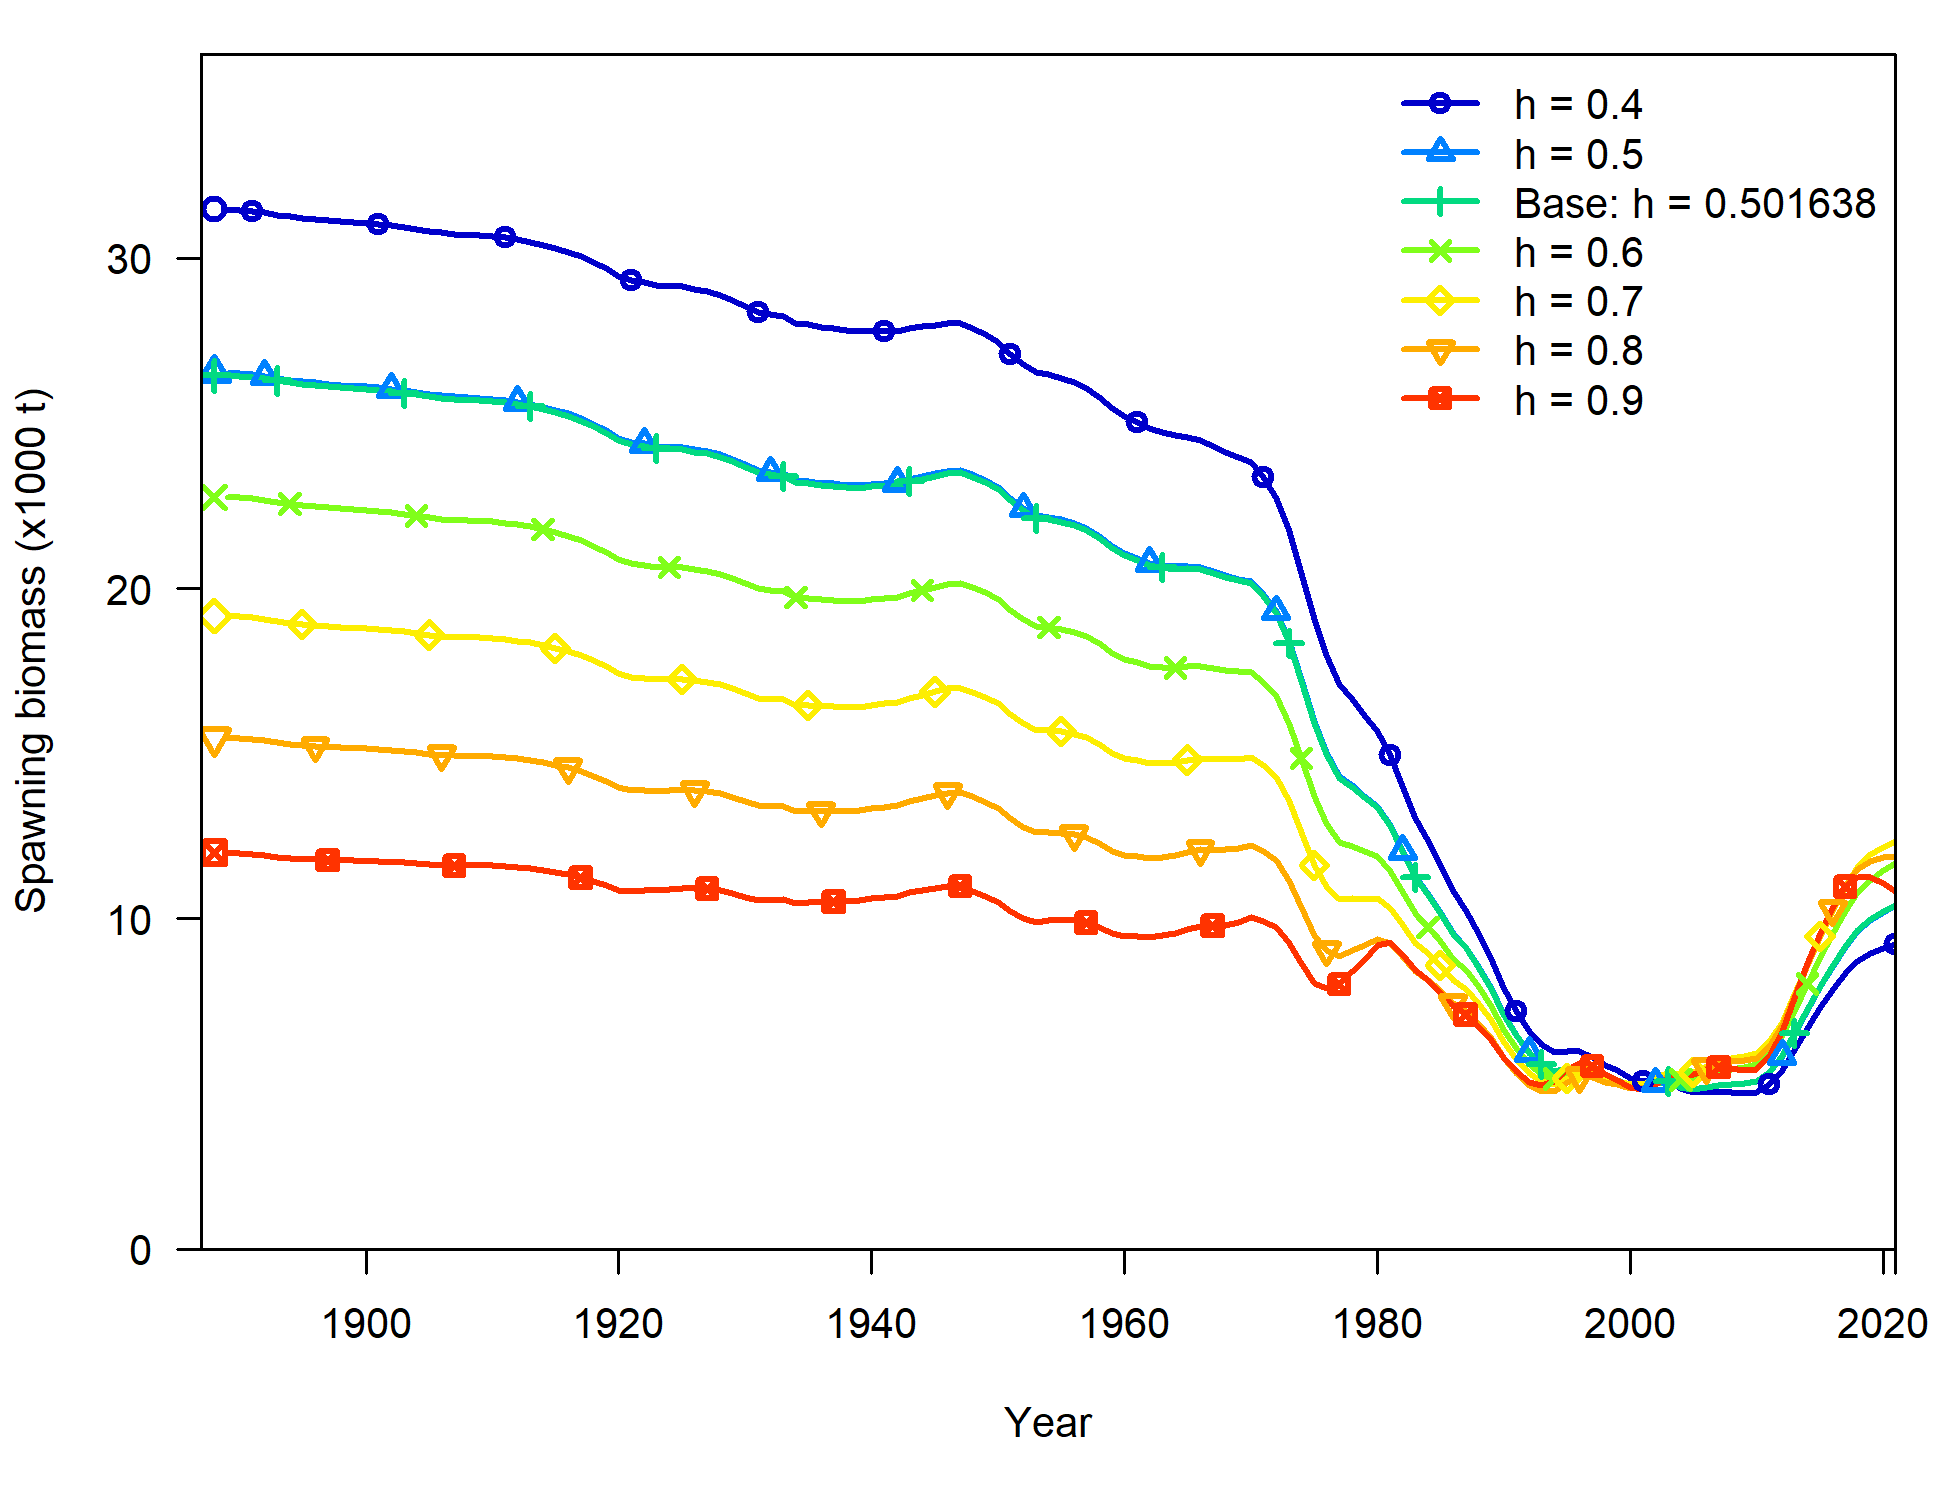 h = 0.4
h = 0.5
Base: h = 0.501638
h = 0.6
h = 0.7
h = 0.8
h = 0.9
Spawning biomass (x1000 t)
30
20
10
0
1900 1920 1940 1960 1980 2000 2020
Year